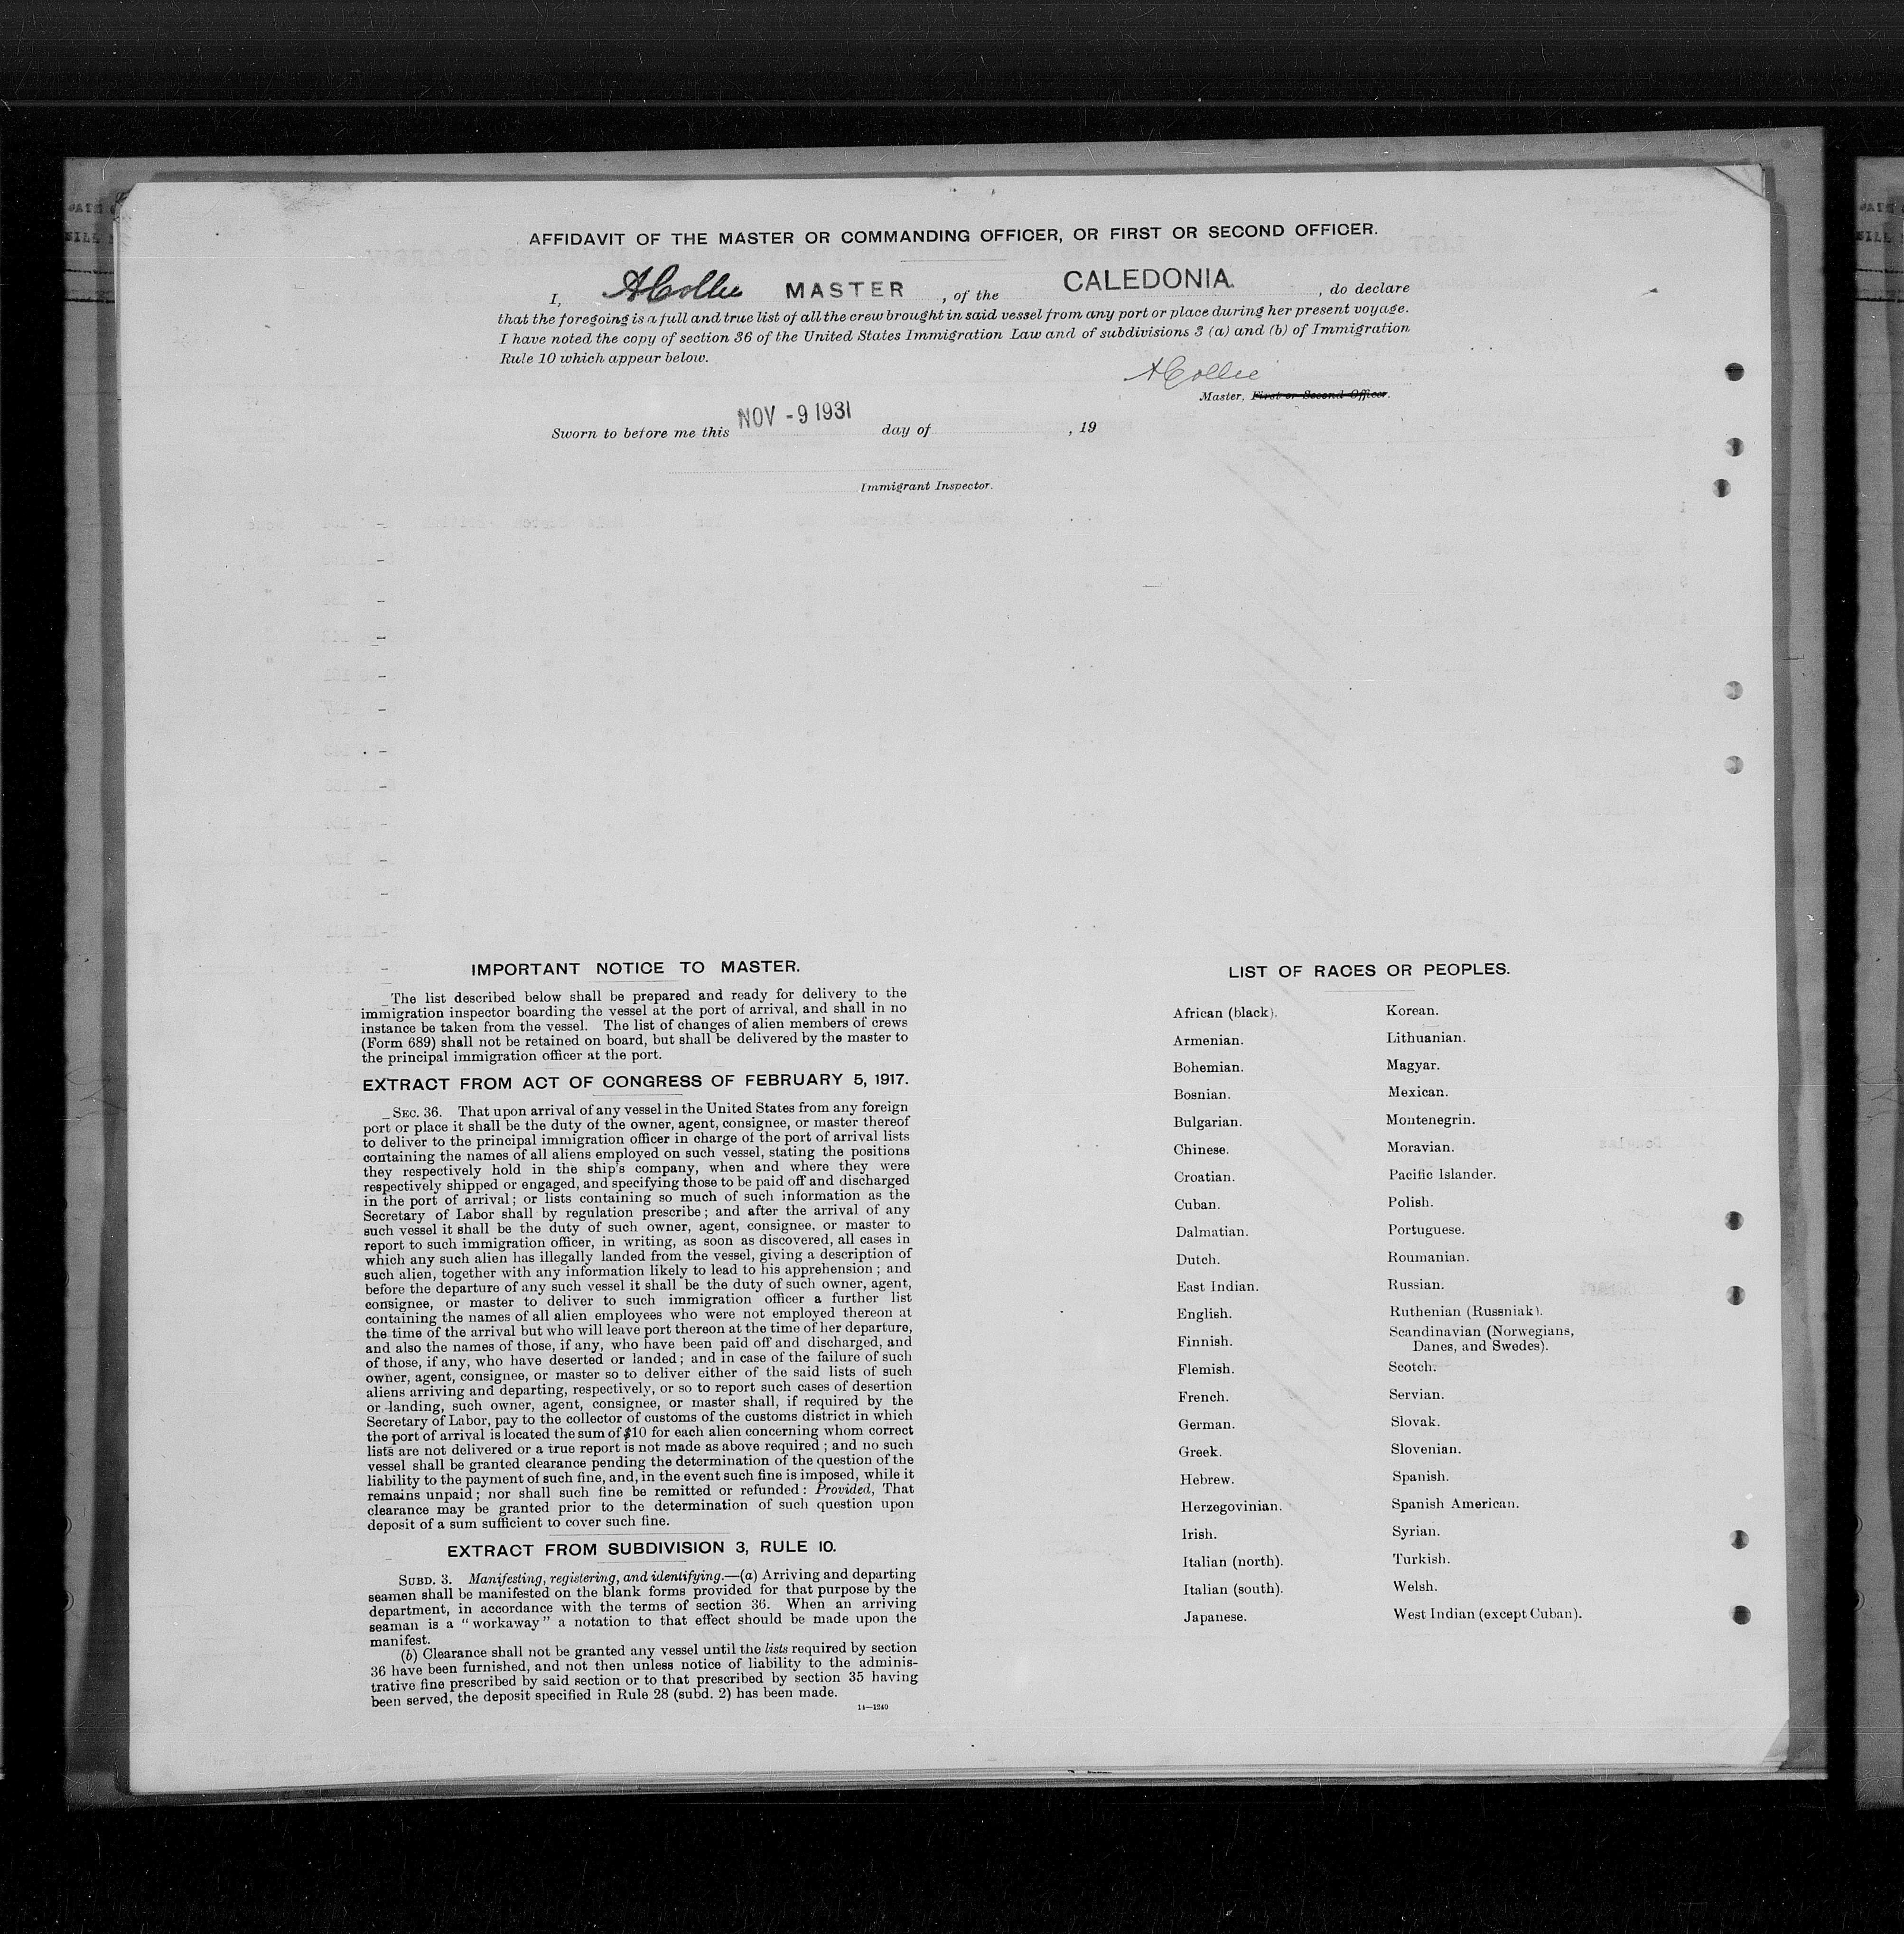 AFFIDAVIT OF THE MASTER OR COMMANDING OFFICER, OR FIRST OR SECOND OFFICER.
I, A Collie MASTER , of the CALEDONIA. , do declare
that the foregoing is a full and true list of all the crew brought in said vessel from any port or place during her present voyage.
I have noted the copy of section 36 of the United States Immigration Law and of subdivisions 3 (a) and (b) of Immigration
Rule 10 which appear below.
A Collie
Master, First or Second Officer.
Sworn to before me this NOV - 9 1931 day of , 19
Immigrant Inspector.
IMPORTANT NOTICE TO MASTER.
The list described below shall be prepared and ready for delivery to the
immigration inspector boarding the vessel at the port of arrival, and shall in no
instance be taken from the vessel. The list of changes of alien members of crews
(Form 689) shall not be retained on board, but shall be delivered by the master to
the principal immigration officer at the port.
EXTRACT FROM ACT OF CONGRESS OF FEBRUARY 5, 1917.
SEC. 36. That upon arrival of any vessel in the United States from any foreign
port or place it shall be the duty of the owner, agent, consignee, or master thereof
to deliver to the principal immigration officer in charge of the port of arrival lists
containing the names of all aliens employed on such vessel, stating the positions
they respectively hold in the ship's company, when and where they were
respectively shipped or engaged, and specifying those to be paid off and discharged
in the port of arrival; or lists containing so much of such information as the
Secretary of Labor shall by regulation prescribe; and after the arrival of any
such vessel it shall be the duty of such owner, agent, consignee, or master to
report to such immigration officer, in writing, as soon as discovered, all cases in
which any such alien has illegally landed from the vessel, giving a description of
such alien, together with any information likely to lead to his apprehension; and
before the departure of any such vessel it shall be the duty of such owner, agent,
consignee, or master to deliver to such immigration officer a further list
containing the names of all alien employees who were not employed thereon at
the time of the arrival but who will leave port thereon at the time of her departure,
and also the names of those, if any, who have been paid off and discharged, and
of those, if any, who have deserted or landed; and in case of the failure of such
owner, agent, consignee, or master so to deliver either of the said lists of such
aliens arriving and departing, respectively, or so to report such cases of desertion
or landing, such owner, agent, consignee, or master shall, if required by the
Secretary of Labor, pay to the collector of customs of the customs district in which
the port of arrival is located the sum of $10 for each alien concerning whom correct
lists are not delivered or a true report is not made as above required; and no such
vessel shall be granted clearance pending the determination of the question of the
liability to the payment of such fine, and, in the event such fine is imposed, while it
remains unpaid; nor shall such fine be remitted or refunded: Provided, That
clearance may be granted prior to the determination of such question upon
deposit of a sum sufficient to cover such fine.
EXTRACT FROM SUBDIVISION 3, RULE 10.
SUBD. 3. Manifesting, registering, and identifying.—(a) Arriving and departing
seamen shall be manifested on the blank forms provided for that purpose by the
department, in accordance with the terms of section 36. When an arriving
seaman is a "workaway" a notation to that effect should be made upon the
manifest.
(b) Clearance shall not be granted any vessel until the lists required by section
36 have been furnished, and not then unless notice of liability to the adminis-
trative fine prescribed by said section or to that prescribed by section 35 having
been served, the deposit specified in Rule 28 (subd. 2) has been made.
14—1240
LIST OF RACES OR PEOPLES.
African (black).
Armenian.
Bohemian.
Bosnian.
Bulgarian.
Chinese.
Croatian.
Cuban.
Dalmatian.
Dutch.
East Indian.
English.
Finnish.
Flemish.
French.
German.
Greek.
Hebrew.
Herzegovinian.
Irish.
Italian (north).
Italian (south).
Japanese.
Korean.
Lithuanian.
Magyar.
Mexican.
Montenegrin.
Moravian.
Pacific Islander.
Polish.
Portuguese.
Roumanian.
Russian.
Ruthenian (Russniak).
Scandinavian (Norwegians,
Danes, and Swedes).
Scotch.
Servian.
Slovak.
Slovenian.
Spanish.
Spanish American.
Syrian.
Turkish.
Welsh.
West Indian (except Cuban).